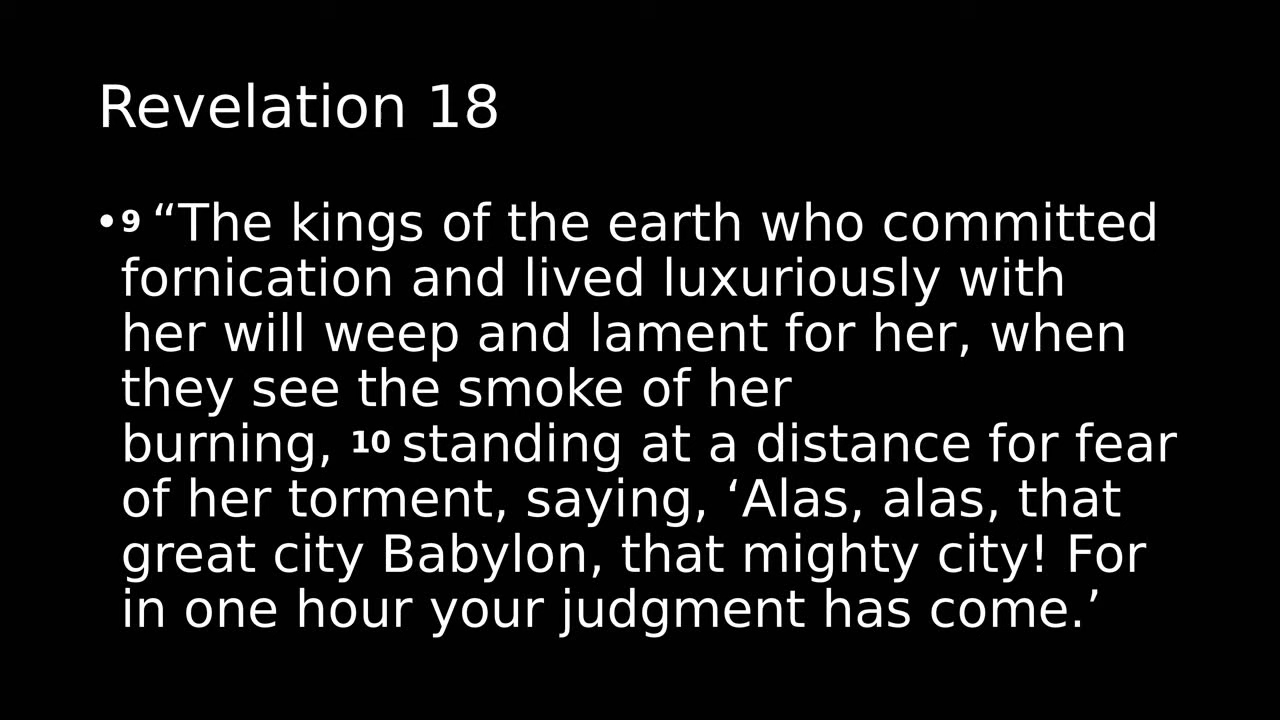 Revelation 18
•9 “The kings of the earth who committed
fornication and lived luxuriously with
her will weep and lament for her, when
they see the smoke of her
burning, 10 standing at a distance for fear
of her torment, saying, ‘Alas, alas, that
great city Babylon, that mighty city! For
in one hour your judgment has come.’